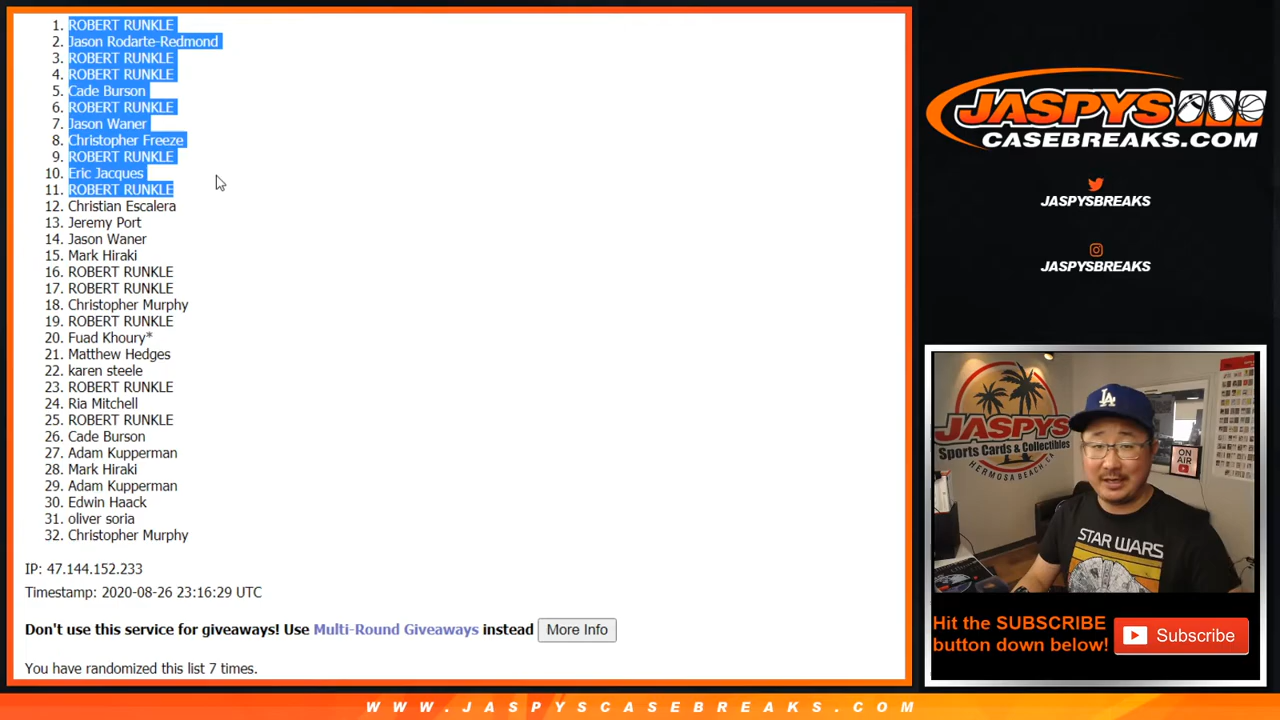 1. ROBERT RUNKLE
2. Jason Rodarte-Redmond
3. ROBERT RUNKLE
4. ROBERT RUNKLE
5. Cade Burson
6. ROBERT RUNKLE
7. Jason Waner
8. Christopher Freeze
9. ROBERT RUNKLE
10. Eric Jacques
11. ROBERT RUNKLE
12. Christian Escalera
13. Jeremy Port
14. Jason Waner
15. Mark Hiraki
16. ROBERT RUNKLE
17. ROBERT RUNKLE
18. Christopher Murphy
19. ROBERT RUNKLE
20. Fuad Khoury*
21. Matthew Hedges
22. karen steele
23. ROBERT RUNKLE
24. Ria Mitchell
25. ROBERT RUNKLE
26. Cade Burson
27. Adam Kupperman
28. Mark Hiraki
29. Adam Kupperman
30. Edwin Haack
31. oliver soria
32. Christopher Murphy
IP: 47.144.152.233
Timestamp: 2020-08-26 23:16:29 UTC
Don't use this service for giveaways! Use Multi-Round Giveaways instead More Info
You have randomized this list 7 times.
JASPYS
CASEBREAKS.COM
JASPYSBREAKS
JASPYSBREAKS
JASPYS
Sports Cards & Collectibles
HERMOSA BEACH, CA
LA
ON
AIR
STAR WARS
Hit the SUBSCRIBE
button down below!
Subscribe
WWW.JASPYSCASEBREAKS.COM